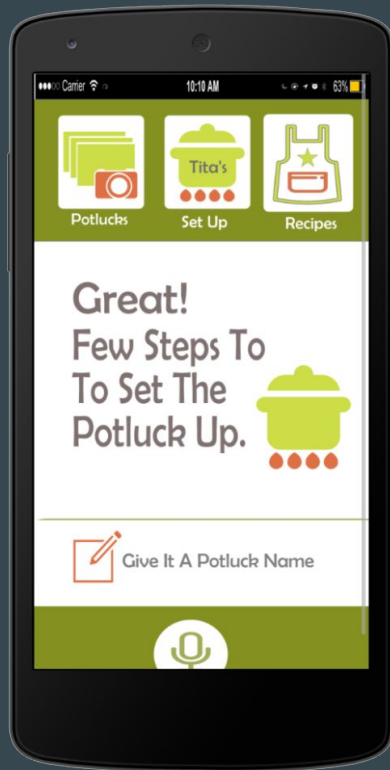 Carrier
10:10 AM
63%
Potlucks
Tita's
Set Up
Recipes
Great!
Few Steps To
To Set The
Potluck Up.
Give It A Potluck Name